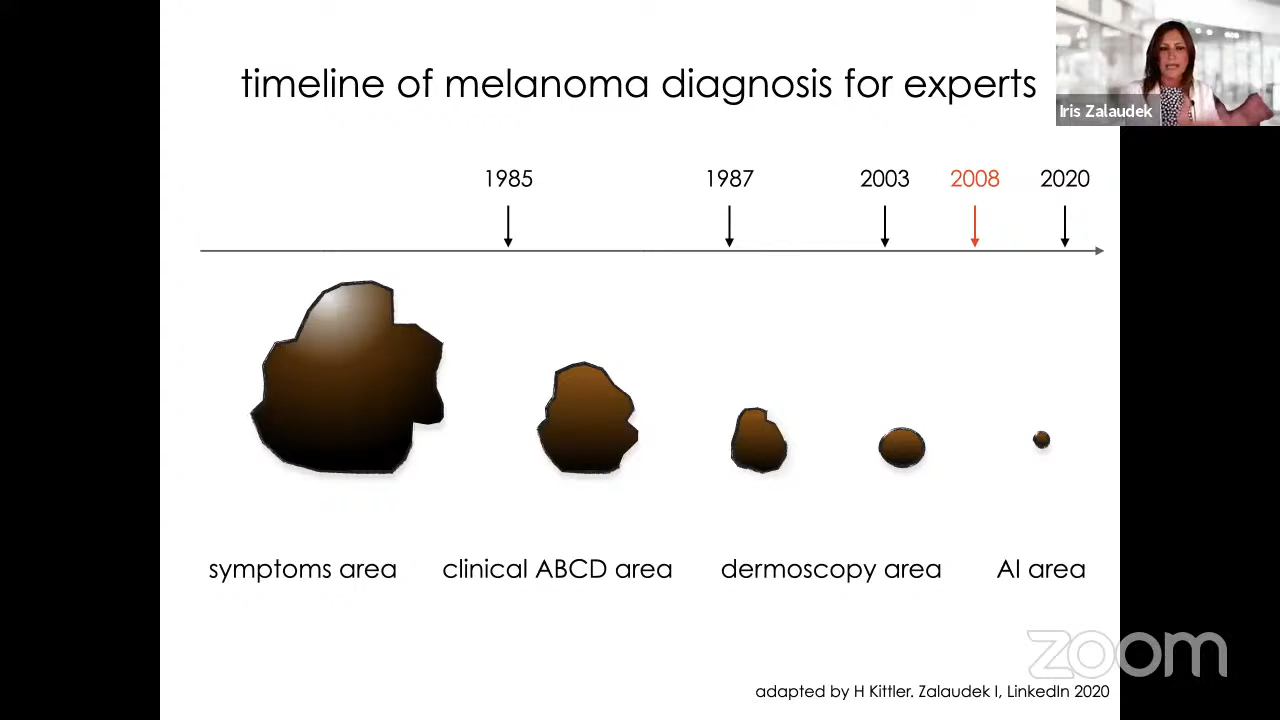 timeline of melanoma diagnosis for experts
Iris Zalaudek
1985 1987 2003 2008 2020
symptoms area clinical ABCD area dermoscopy area AI area
zoom
adapted by H Kittler. Zalaudek I, LinkedIn 2020